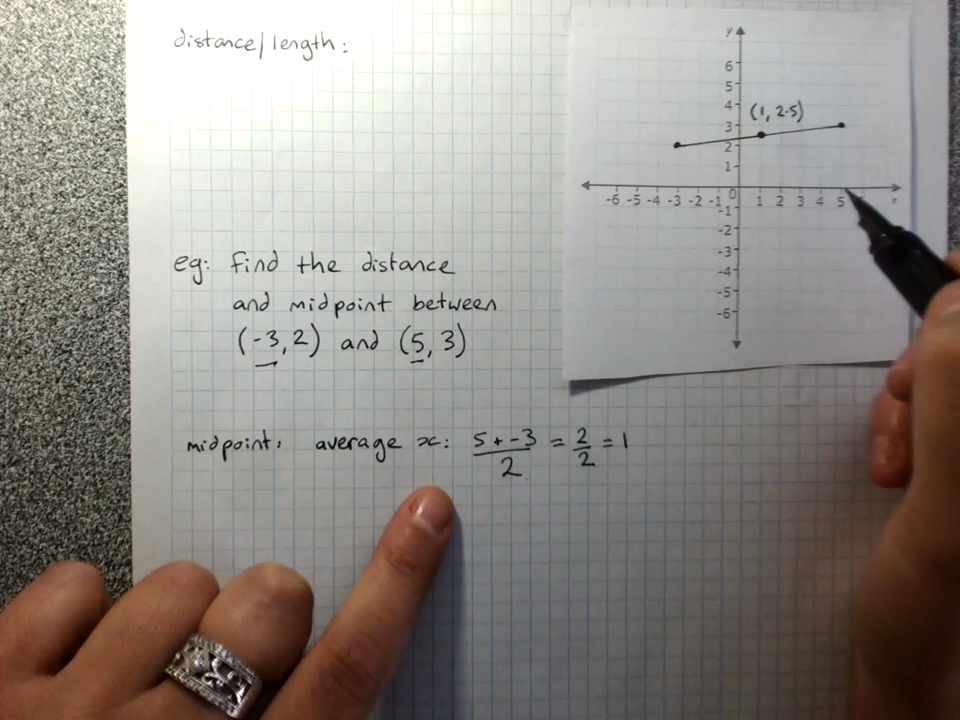 distance/length:
eg: find the distance
and midpoint between
(-3, 2) and (5, 3)
midpoint: average x: 5 + -3 / 2 = 2/2 = 1
y
6
5
4
(1, 2.5)
3
2
1
-6 -5 -4 -3 -2 -1 0 1 2 3 4 5 x
-1
-2
-3
-4
-5
-6